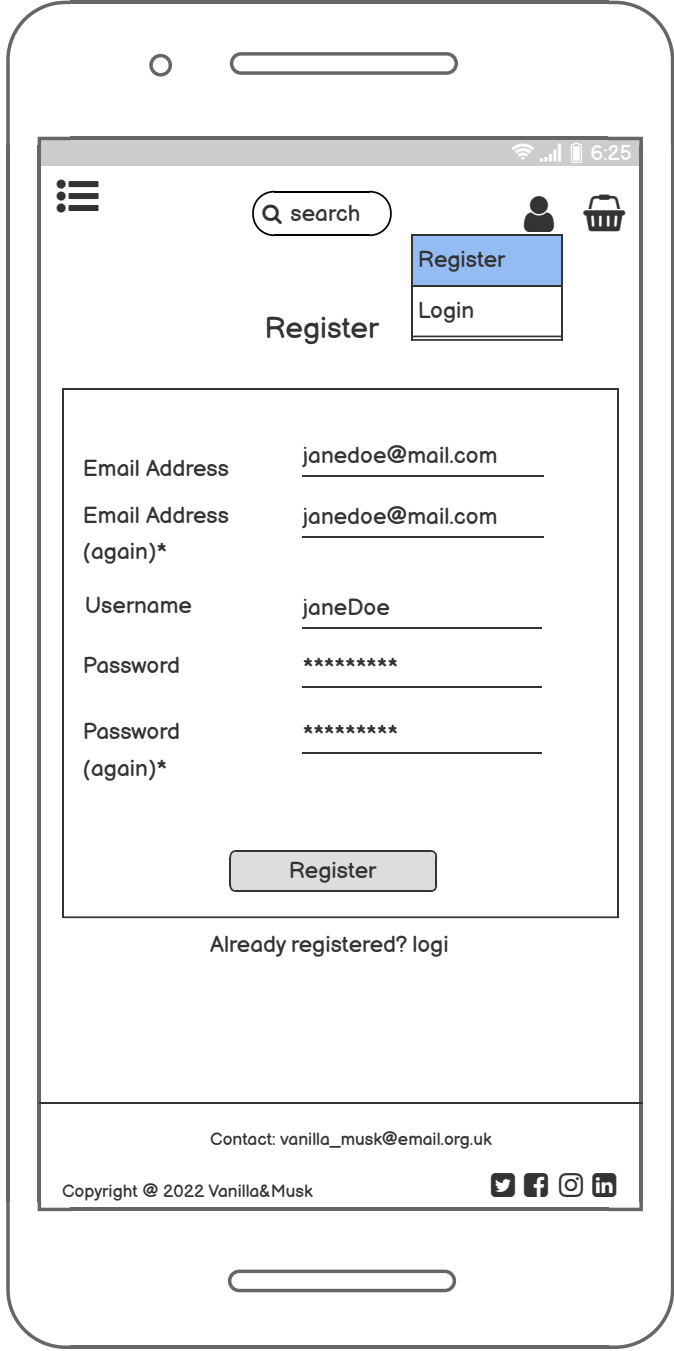 6:25
search
Register
Login
Register
Email Address
janedoe@mail.com
Email Address
(again)*
janedoe@mail.com
Username
janeDoe
Password
*********
Password
(again)*
*********
Register
Already registered? logi
Contact: vanilla_musk@email.org.uk
Copyright @ 2022 Vanilla&Musk